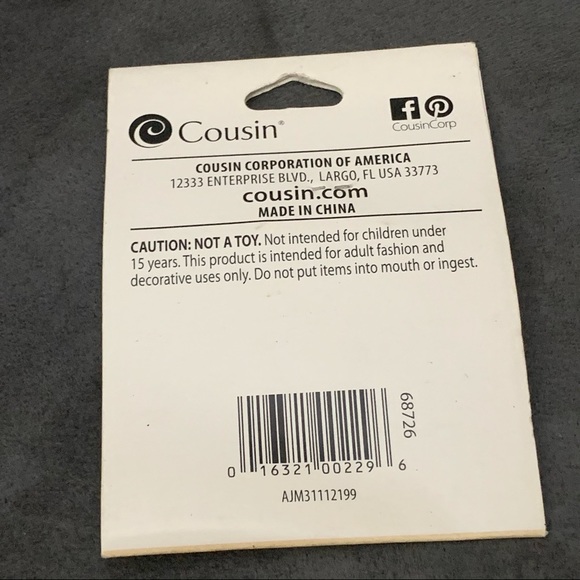 Cousin®
CousinCorp
COUSIN CORPORATION OF AMERICA
12333 ENTERPRISE BLVD., LARGO, FL USA 33773
cousin.com
MADE IN CHINA
CAUTION: NOT A TOY. Not intended for children under
15 years. This product is intended for adult fashion and
decorative uses only. Do not put items into mouth or ingest.
68726
0 16321 00229 6
AJM31112199